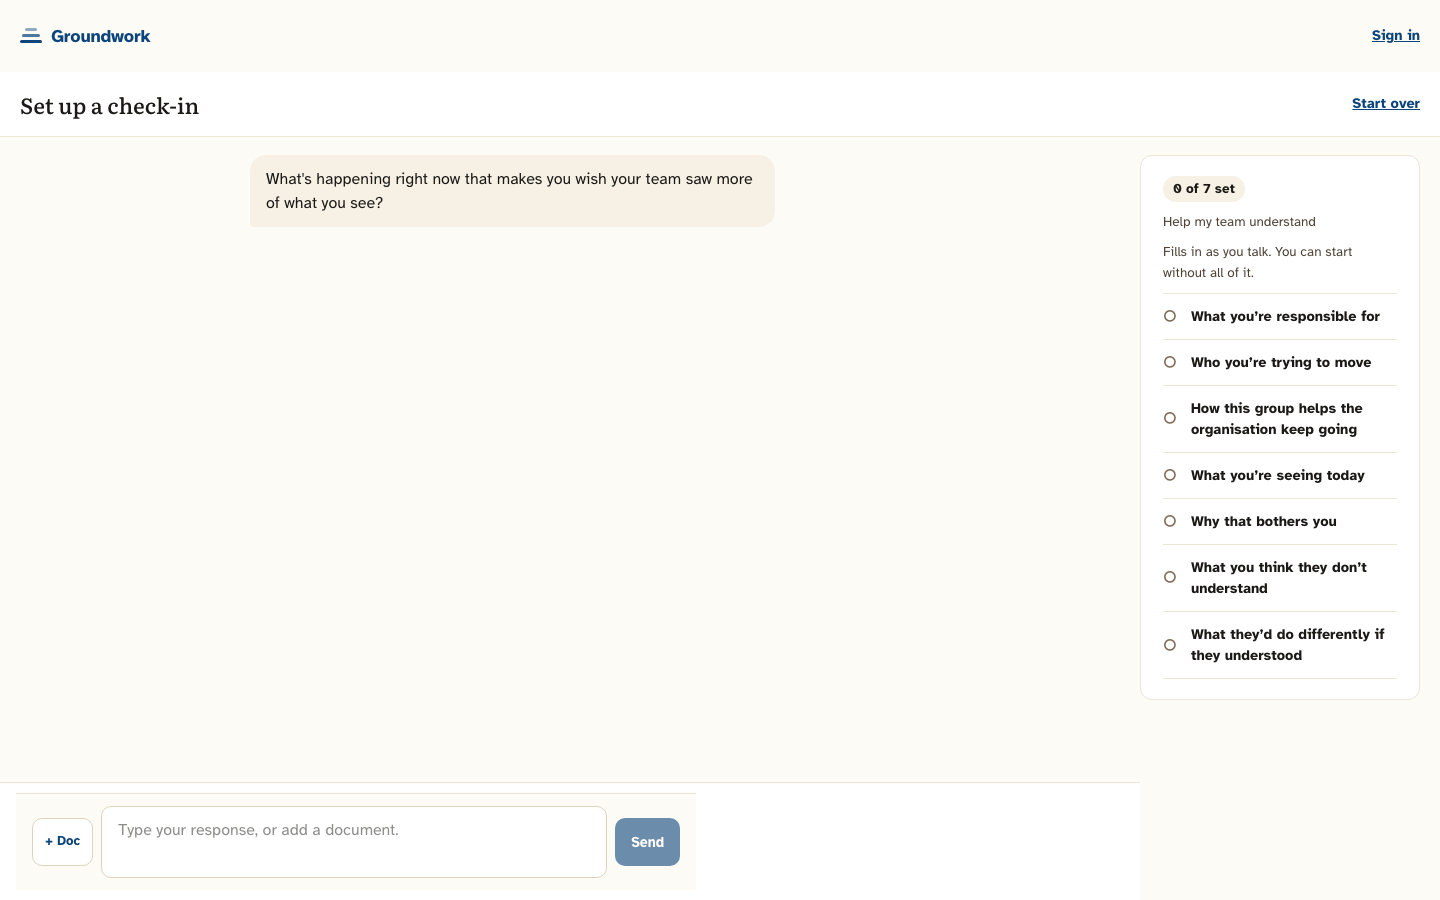 Groundwork
Sign in
Set up a check-in
Start over
What's happening right now that makes you wish your team saw more
of what you see?
0 of 7 set
Help my team understand
Fills in as you talk. You can start
without all of it.
What you’re responsible for
Who you’re trying to move
How this group helps the
organisation keep going
What you’re seeing today
Why that bothers you
What you think they don’t
understand
What they’d do differently if
they understood
+ Doc
Type your response, or add a document.
Send